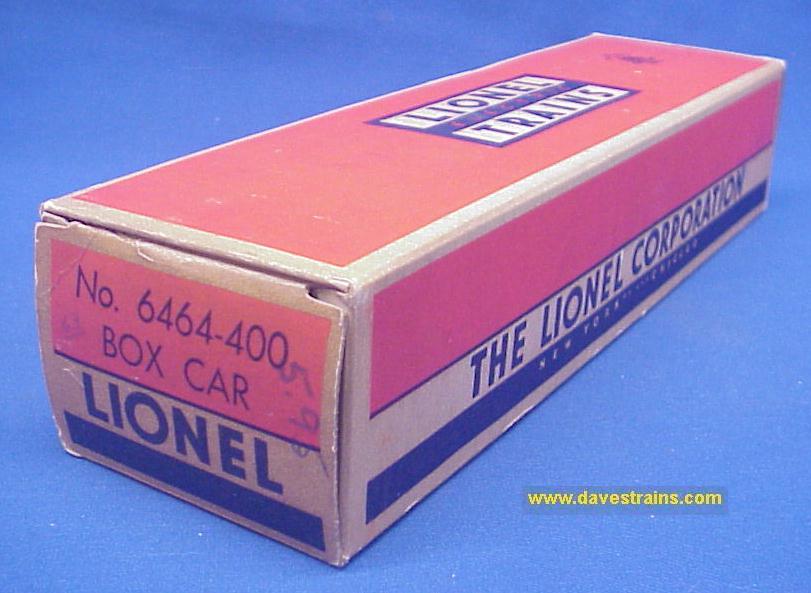 LIONEL
TRAINS
No. 6464-400
BOX CAR
LIONEL
THE LIONEL CORPORATION
NEW YORK CHICAGO
www.davestrains.com